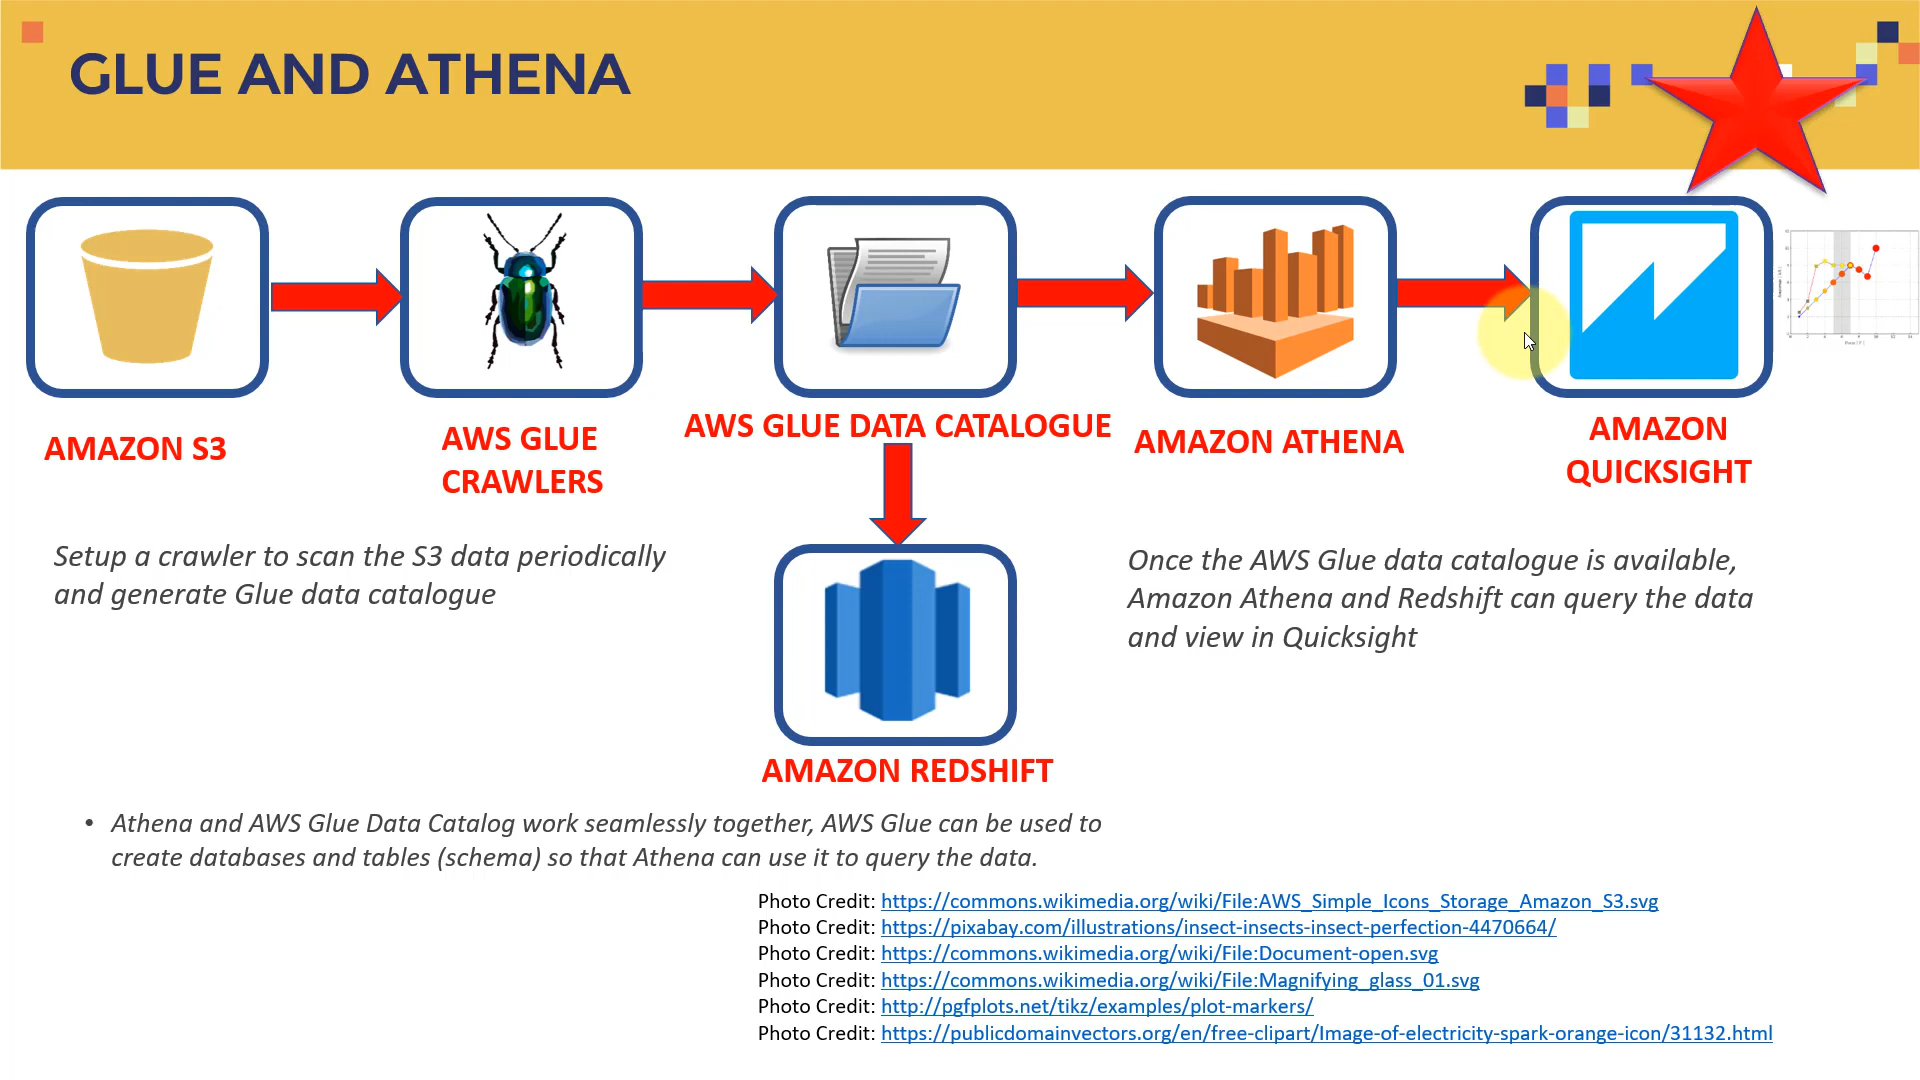 GLUE AND ATHENA
AMAZON S3
AWS GLUE
CRAWLERS
AWS GLUE DATA CATALOGUE
AMAZON ATHENA
AMAZON
QUICKSIGHT
Setup a crawler to scan the S3 data periodically
and generate Glue data catalogue
Once the AWS Glue data catalogue is available,
Amazon Athena and Redshift can query the data
and view in Quicksight
AMAZON REDSHIFT
• Athena and AWS Glue Data Catalog work seamlessly together, AWS Glue can be used to
create databases and tables (schema) so that Athena can use it to query the data.
Photo Credit: https://commons.wikimedia.org/wiki/File:AWS_Simple_Icons_Storage_Amazon_S3.svg
Photo Credit: https://pixabay.com/illustrations/insect-insects-insect-perfection-4470664/
Photo Credit: https://commons.wikimedia.org/wiki/File:Document-open.svg
Photo Credit: https://commons.wikimedia.org/wiki/File:Magnifying_glass_01.svg
Photo Credit: http://pgfplots.net/tikz/examples/plot-markers/
Photo Credit: https://publicdomainvectors.org/en/free-clipart/Image-of-electricity-spark-orange-icon/31132.html